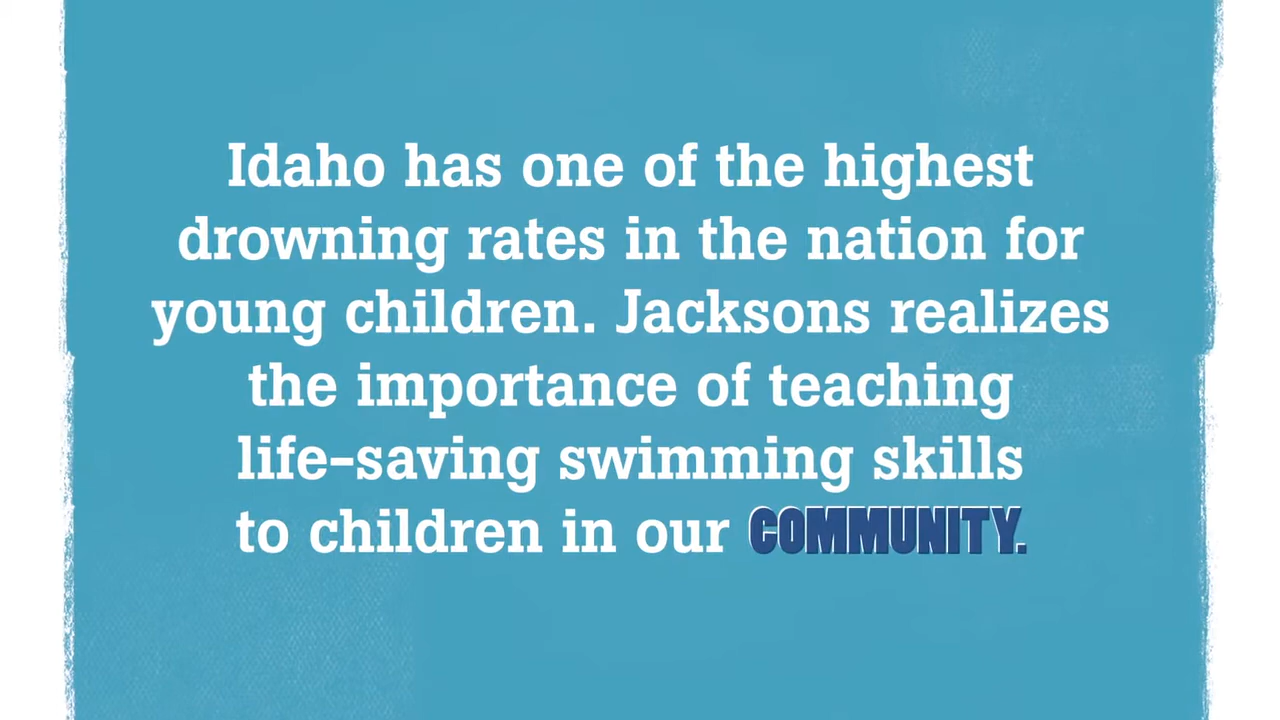 Idaho has one of the highest
drowning rates in the nation for
young children. Jacksons realizes
the importance of teaching
life-saving swimming skills
to children in our COMMUNITY.